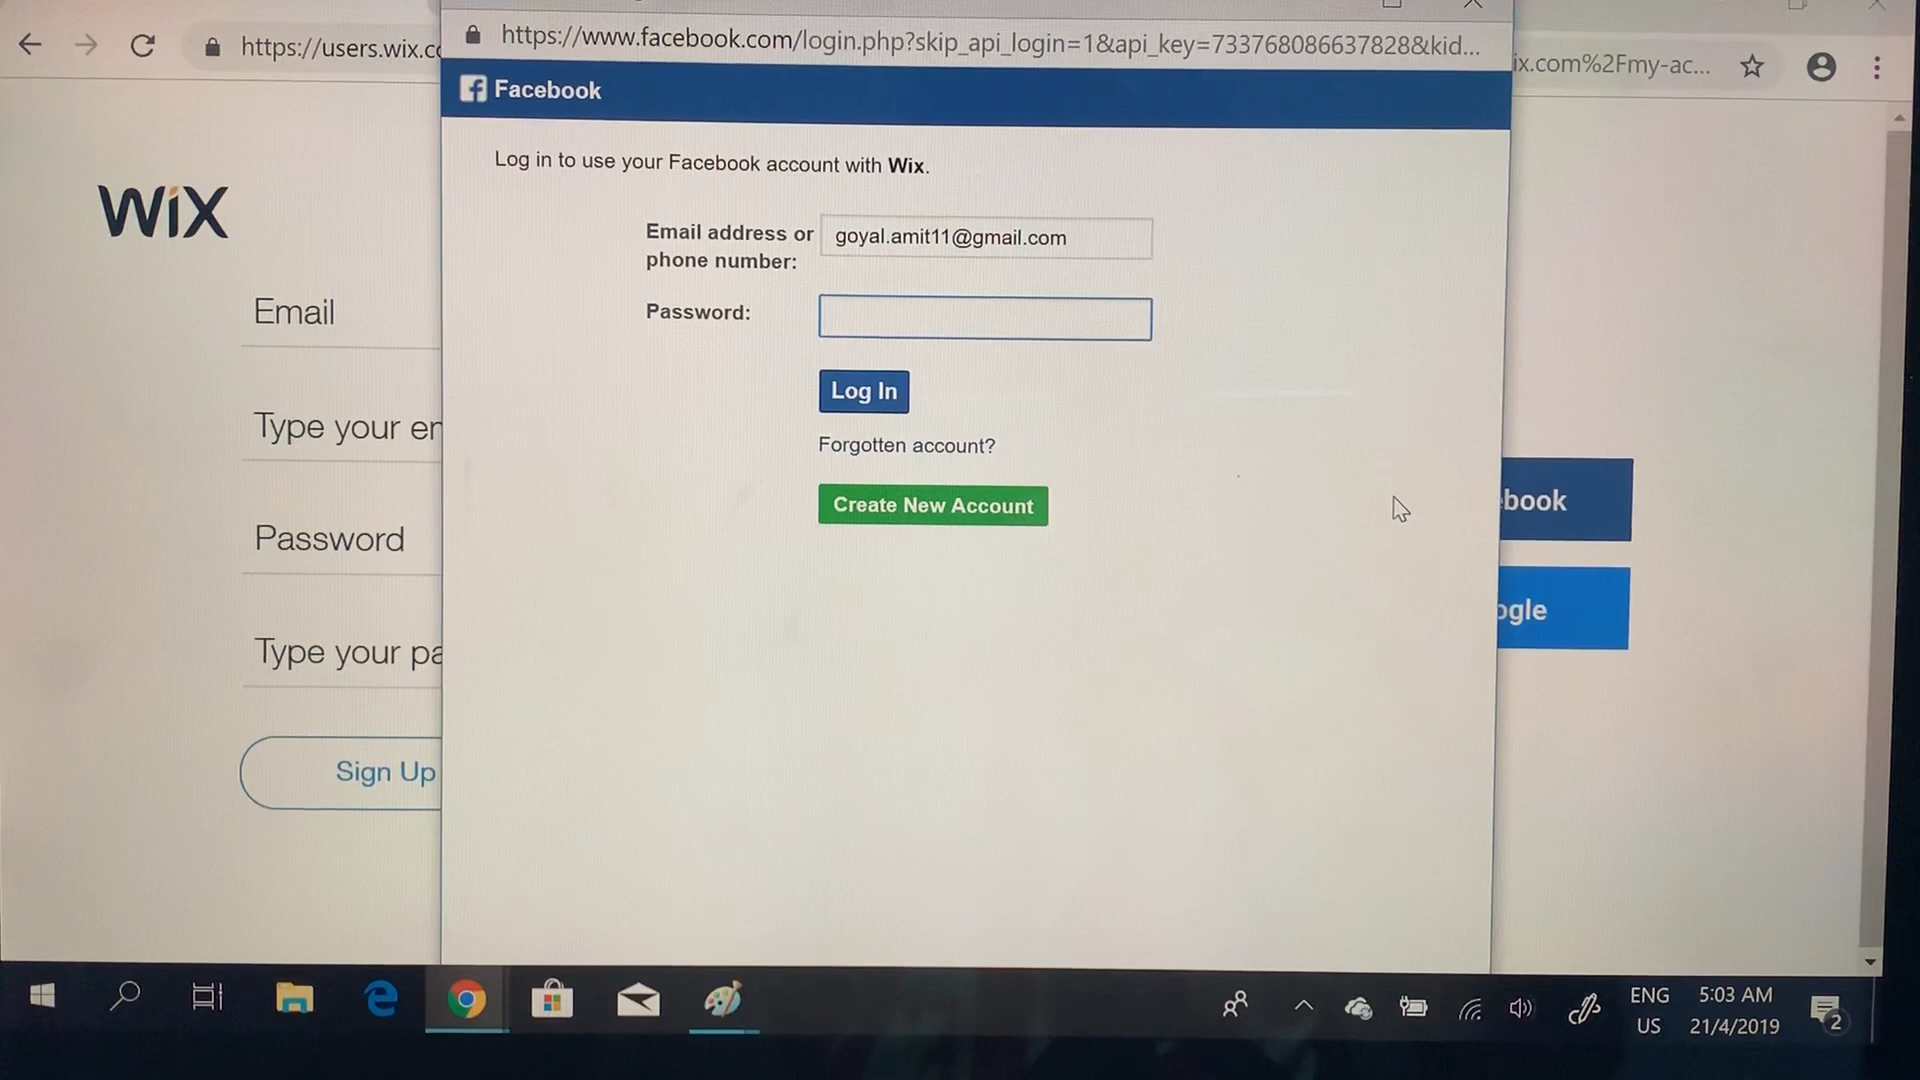 https://users.wix.co
https://www.facebook.com/login.php?skip_api_login=1&api_key=733768086637828&kid...
ix.com%2Fmy-ac...
Facebook
Log in to use your Facebook account with Wix.
WiX
Email address or
phone number:
goyal.amit11@gmail.com
Password:
Log In
Forgotten account?
Create New Account
Email
Type your em
Password
Type your pa
Sign Up
book
ogle
ENG
US
5:03 AM
21/4/2019
2